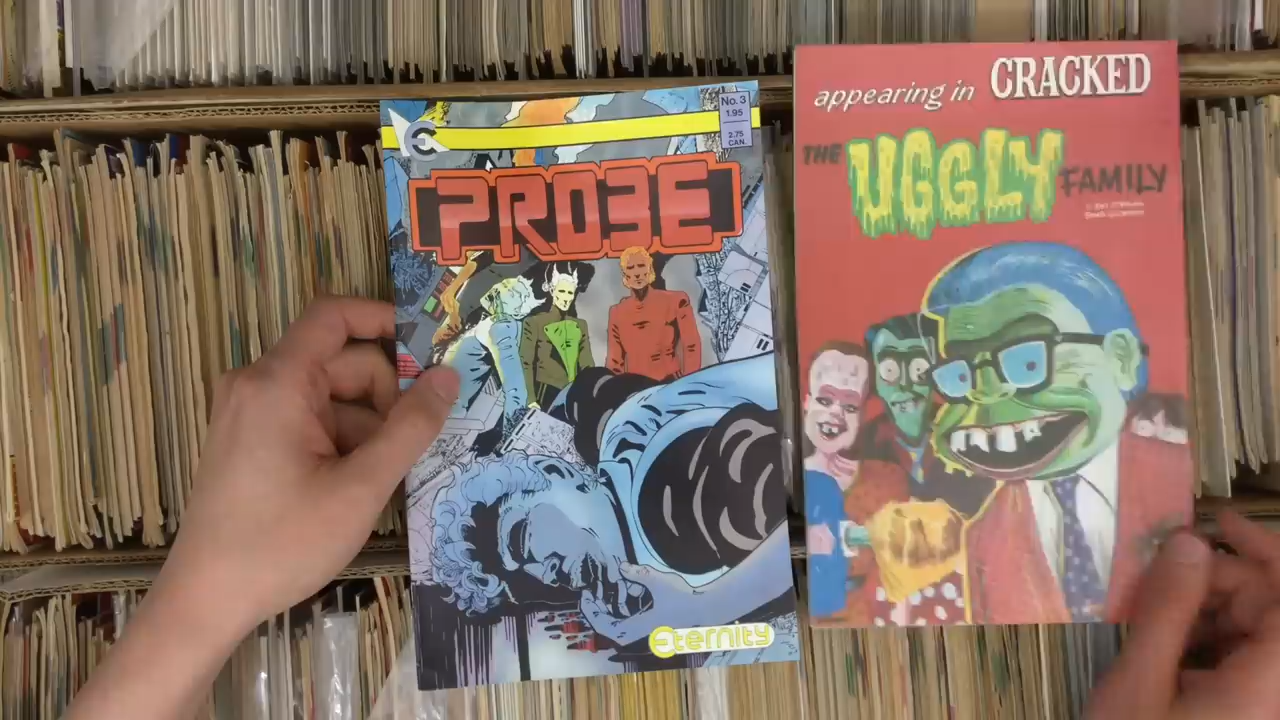 No. 3
1.95
2.75
CAN.
PROBE
Eternity
appearing in CRACKED
THE UGGLY FAMILY